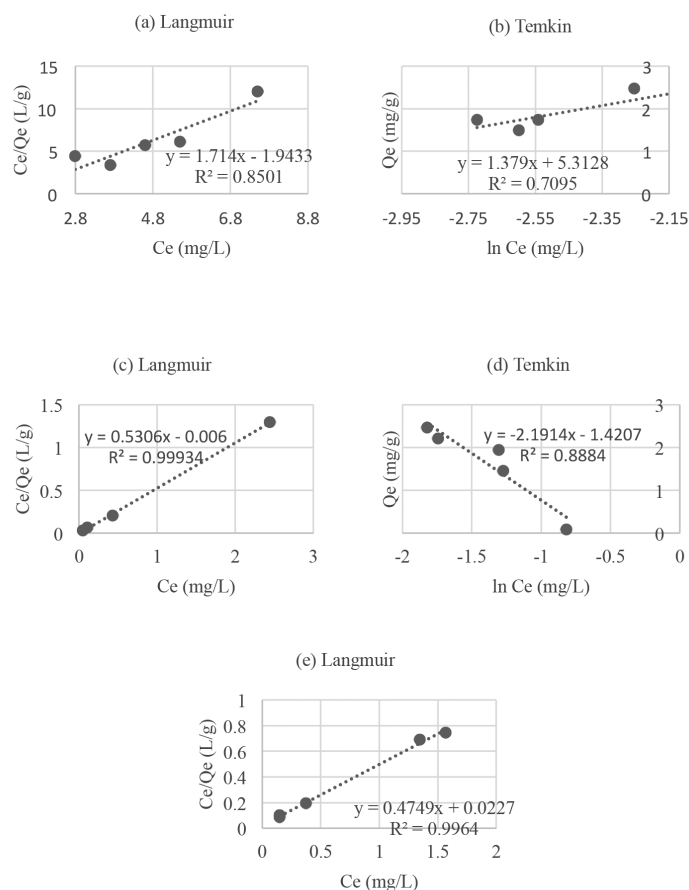 (a) Langmuir
Ce/Qe (L/g)
15
10
5
0
y = 1.714x - 1.9433
R² = 0.8501
2.8 4.8 6.8 8.8
Ce (mg/L)
(b) Temkin
Qe (mg/g)
3
2
1
0
y = 1.379x + 5.3128
R² = 0.7095
-2.95 -2.75 -2.55 -2.35 -2.15
ln Ce (mg/L)
(c) Langmuir
Ce/Qe (L/g)
1.5
1
0.5
0
y = 0.5306x - 0.006
R² = 0.99934
0 1 2 3
Ce (mg/L)
(d) Temkin
Qe (mg/g)
3
2
1
0
y = -2.1914x - 1.4207
R² = 0.8884
-2 -1.5 -1 -0.5 0
ln Ce (mg/L)
(e) Langmuir
Ce/Qe (L/g)
1
0.8
0.6
0.4
0.2
0
y = 0.4749x + 0.0227
R² = 0.9964
0 0.5 1 1.5 2
Ce (mg/L)